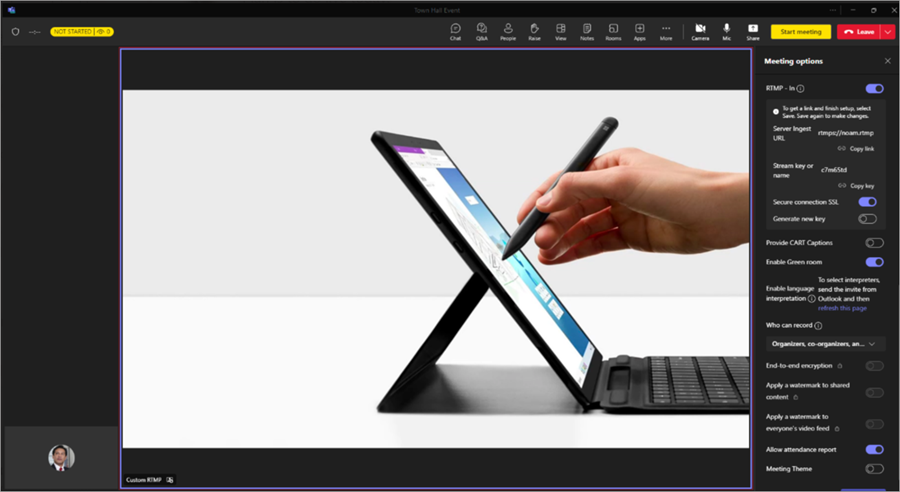 Town Hall Event
NOT STARTED 0
Chat Q&A People Raise View Notes Rooms Apps More Camera Mic Share Start meeting Leave
Meeting options
RTMP - In
To get a link and finish setup, select
Save. Save again to make changes.
Server Ingest
URL
rtmps://noam.rtmp
Copy link
Stream key or
name
c7m65td
Copy key
Secure connection SSL
Generate new key
Provide CART Captions
Enable Green room
Enable language
interpretation
To select interpreters,
send the invite from
Outlook and then
refresh this page
Who can record
Organizers, co-organizers, an...
End-to-end encryption
Apply a watermark to shared
content
Apply a watermark to
everyone's video feed
Allow attendance report
Meeting Theme
Custom RTMP